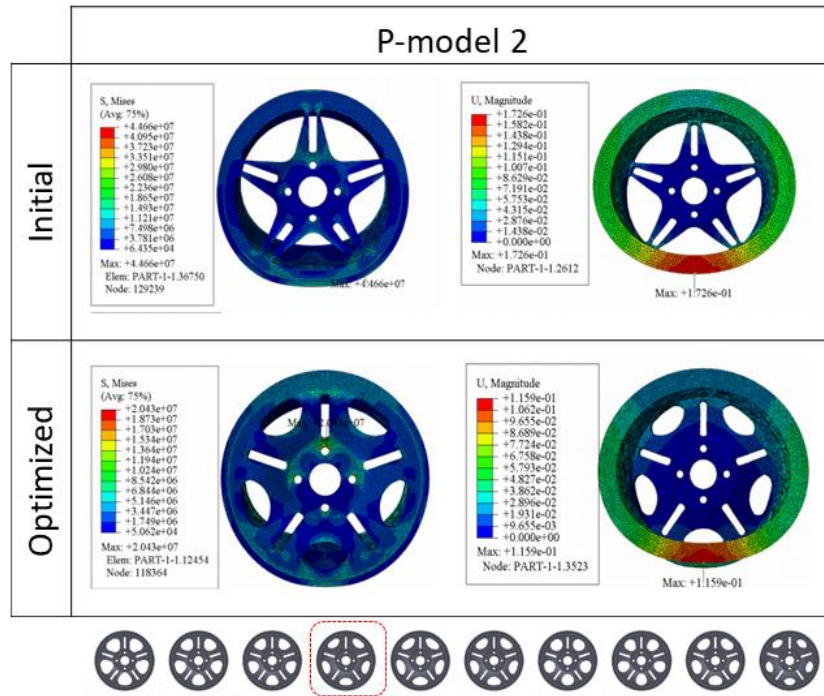 P-model 2
Initial
S, Mises
(Avg: 75%)
+4.466e+07
+4.095e+07
+3.723e+07
+3.351e+07
+2.980e+07
+2.608e+07
+2.236e+07
+1.865e+07
+1.493e+07
+1.121e+07
+7.498e+06
+3.781e+06
+6.435e+04
Max: +4.466e+07
Elem: PART-1-1.36750
Node: 129239
Max: +4.466e+07
U, Magnitude
+1.726e-01
+1.582e-01
+1.438e-01
+1.294e-01
+1.151e-01
+1.007e-01
+8.629e-02
+7.191e-02
+5.753e-02
+4.315e-02
+2.876e-02
+1.438e-02
+0.000e+00
Max: +1.726e-01
Node: PART-1-1.2612
Max: +1.726e-01
Optimized
S, Mises
(Avg: 75%)
+2.043e+07
+1.873e+07
+1.703e+07
+1.534e+07
+1.364e+07
+1.194e+07
+1.024e+07
+8.542e+06
+6.844e+06
+5.146e+06
+3.447e+06
+1.749e+06
+5.062e+04
Max: +2.043e+07
Elem: PART-1-1.12454
Node: 118364
Max: +2.043e+07
U, Magnitude
+1.159e-01
+1.062e-01
+9.655e-02
+8.689e-02
+7.724e-02
+6.758e-02
+5.793e-02
+4.827e-02
+3.862e-02
+2.896e-02
+1.931e-02
+9.655e-03
+0.000e+00
Max: +1.159e-01
Node: PART-1-1.3523
Max: +1.159e-01